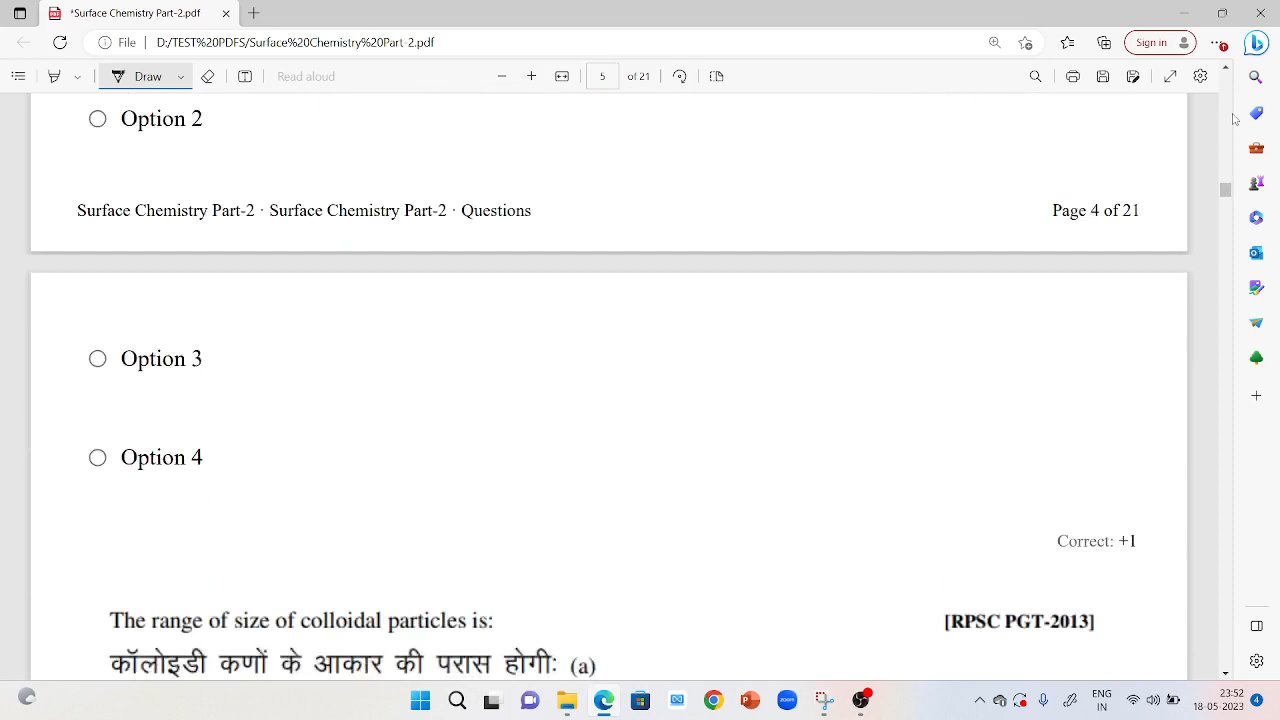 *Surface Chemistry Part-2.pdf
File D:/TEST%20PDFS/Surface%20Chemistry%20Part-2.pdf
Sign in
Draw
Read aloud
5 of 21
Option 2
Surface Chemistry Part-2 · Surface Chemistry Part-2 · Questions
Page 4 of 21
Option 3
Option 4
Correct: +1
The range of size of colloidal particles is: [RPSC PGT-2013]
कॉलोइडी कणों के आकार की परास होगीः (a)
ENG
IN
23:52
18-05-2023
4